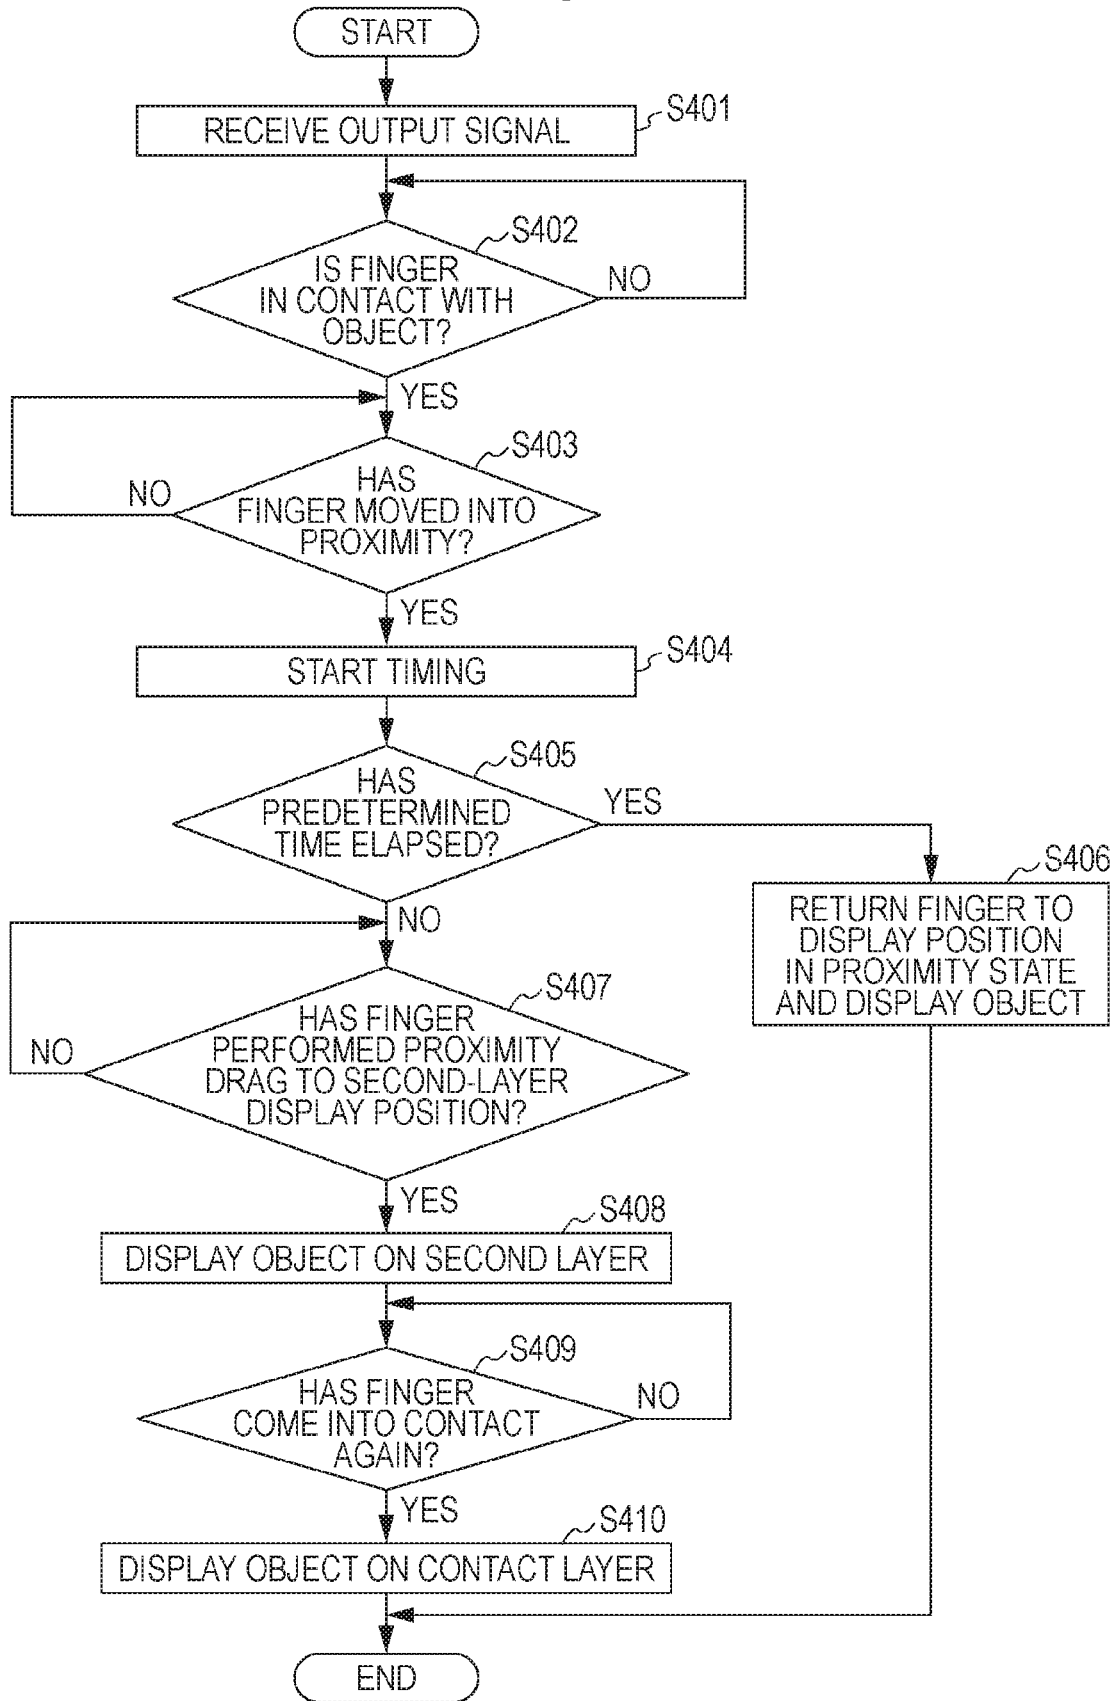 START
S401
RECEIVE OUTPUT SIGNAL
S402
IS FINGER
IN CONTACT WITH
OBJECT?
NO
YES
S403
HAS
FINGER MOVED INTO
PROXIMITY?
NO
YES
S404
START TIMING
S405
HAS
PREDETERMINED
TIME ELAPSED?
YES
S406
RETURN FINGER TO
DISPLAY POSITION
IN PROXIMITY STATE
AND DISPLAY OBJECT
NO
S407
HAS FINGER
PERFORMED PROXIMITY
DRAG TO SECOND-LAYER
DISPLAY POSITION?
NO
YES
S408
DISPLAY OBJECT ON SECOND LAYER
S409
HAS FINGER
COME INTO CONTACT
AGAIN?
NO
YES
S410
DISPLAY OBJECT ON CONTACT LAYER
END